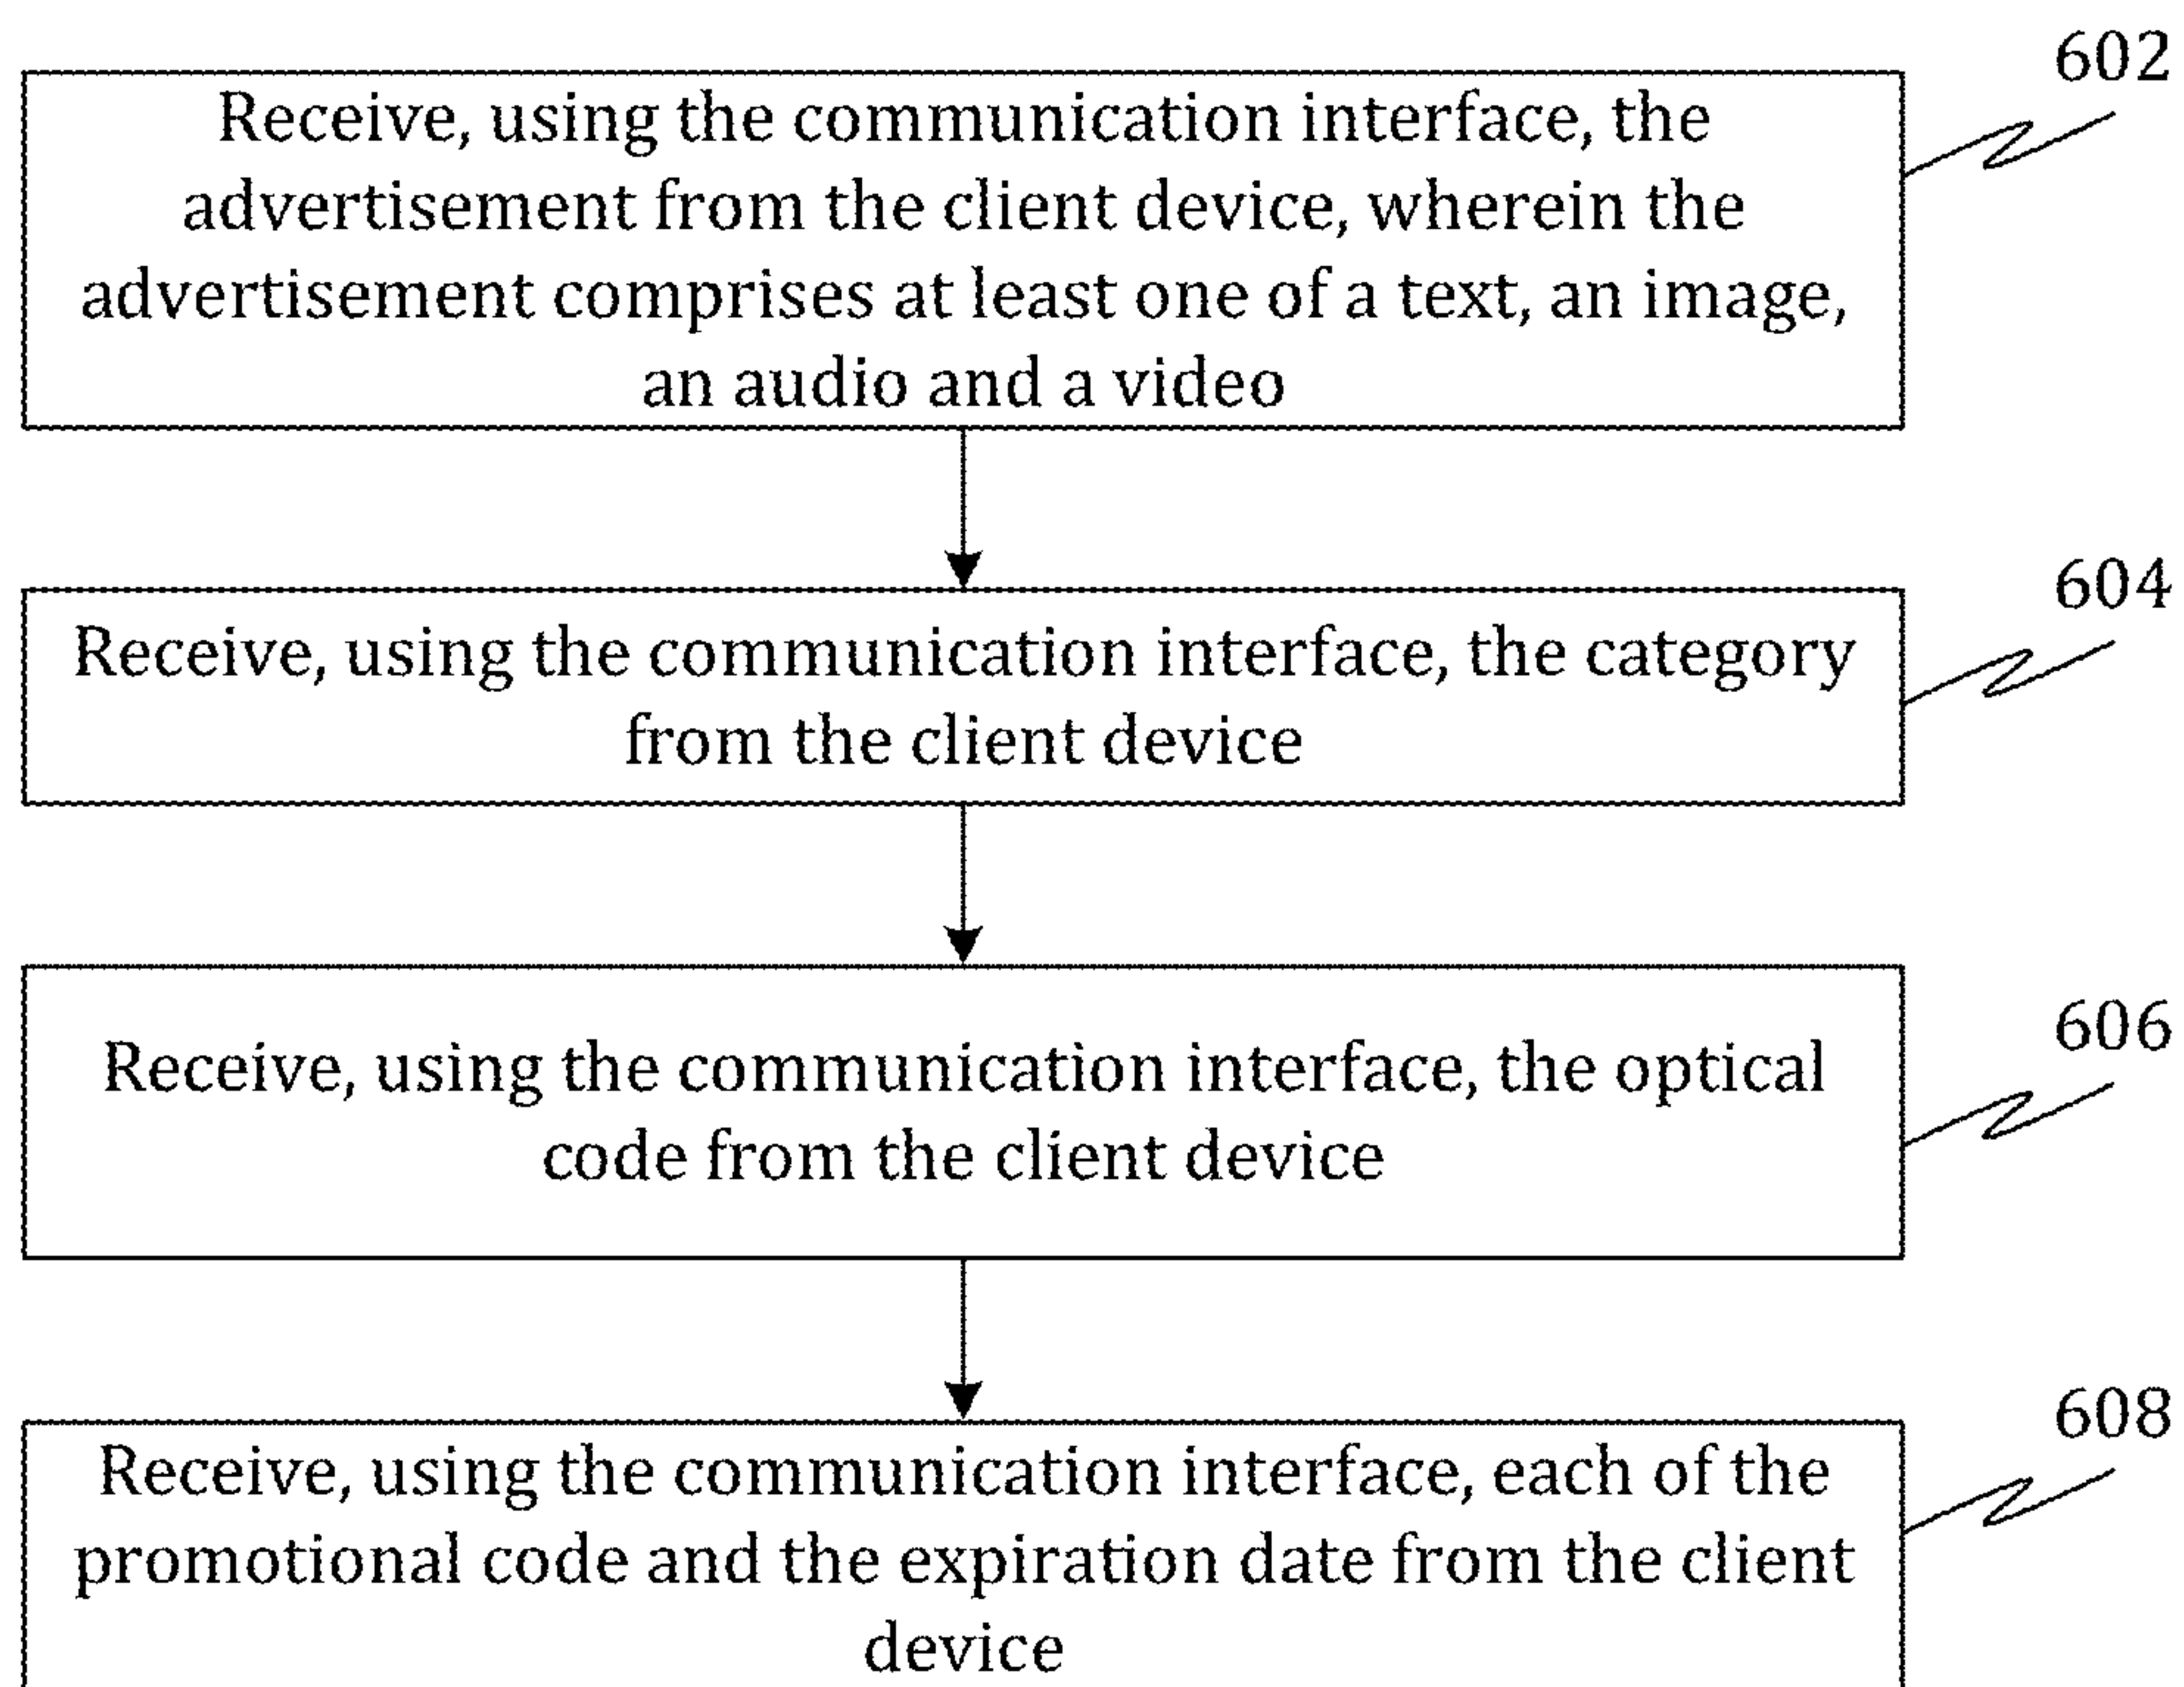 602
Receive, using the communication interface, the
advertisement from the client device, wherein the
advertisement comprises at least one of a text, an image,
an audio and a video
604
Receive, using the communication interface, the category
from the client device
606
Receive, using the communication interface, the optical
code from the client device
608
Receive, using the communication interface, each of the
promotional code and the expiration date from the client
device